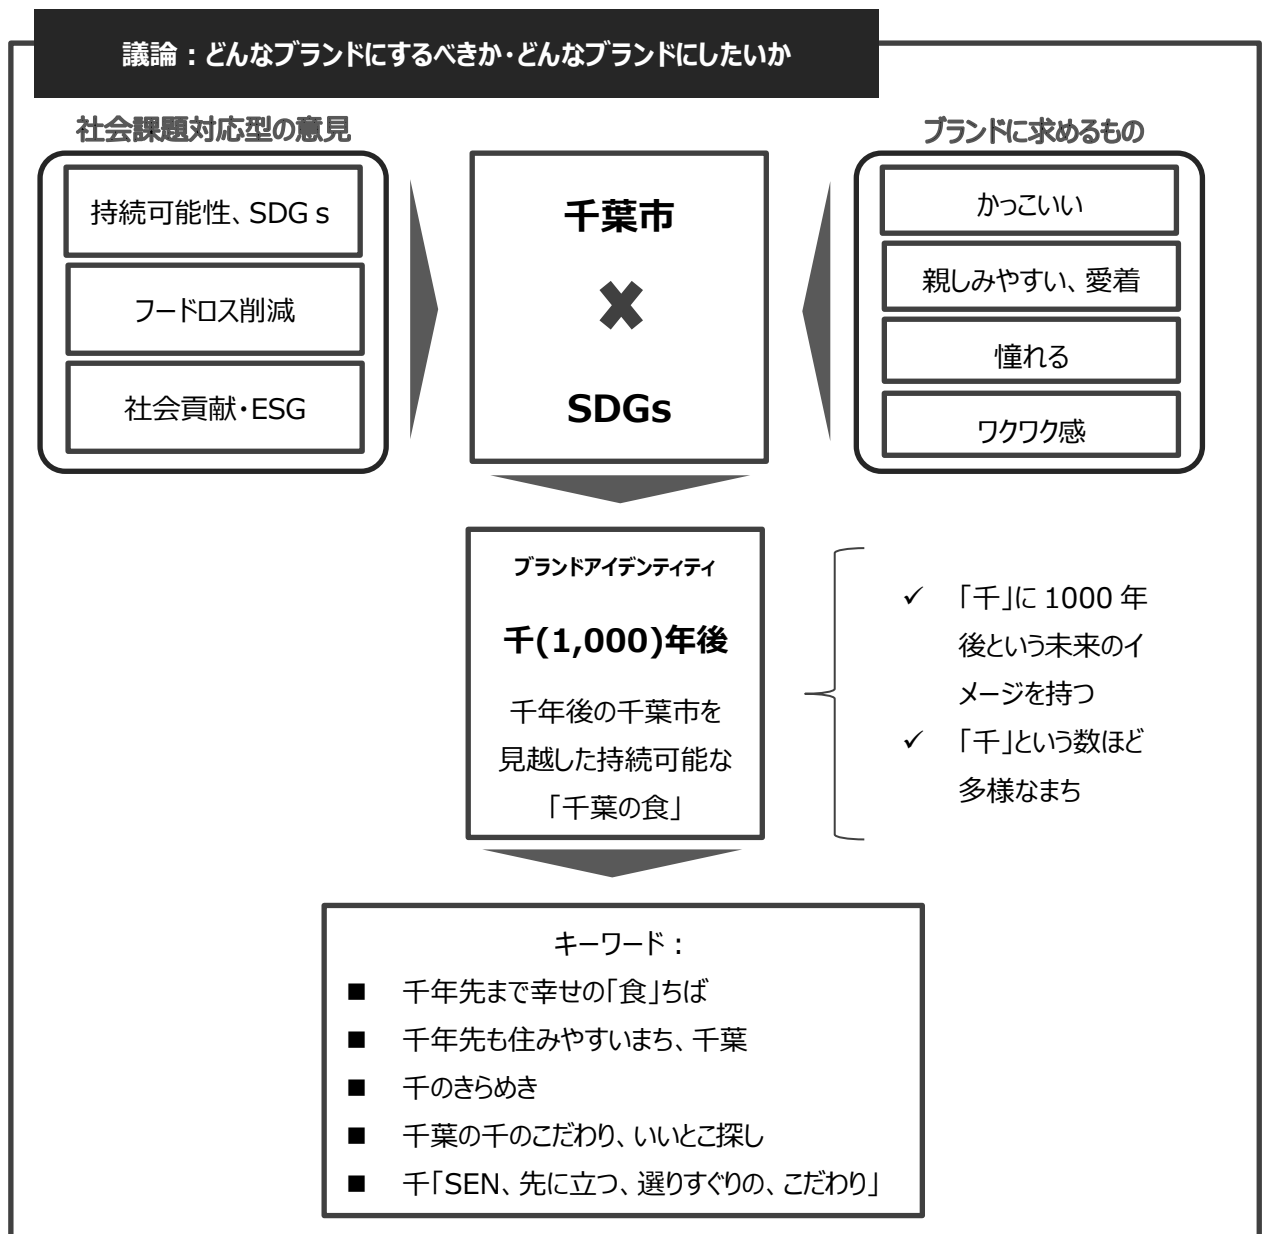 議論：どんなブランドにするべきか・どんなブランドにしたいか
社会課題対応型の意見
持続可能性、SDGｓ
フードロス削減
社会貢献・ESG
千葉市
✖
SDGs
ブランドに求めるもの
かっこいい
親しみやすい、愛着
憧れる
ワクワク感
ブランドアイデンティティ
千(1,000)年後
千年後の千葉市を
見越した持続可能な
「千葉の食」
✓ 「千」に 1000 年
後という未来のイ
メージを持つ
✓ 「千」という数ほど
多様なまち
キーワード：
■ 千年先まで幸せの「食」ちば
■ 千年先も住みやすいまち、千葉
■ 千のきらめき
■ 千葉の千のこだわり、いいとこ探し
■ 千「SEN、先に立つ、選りすぐりの、こだわり」